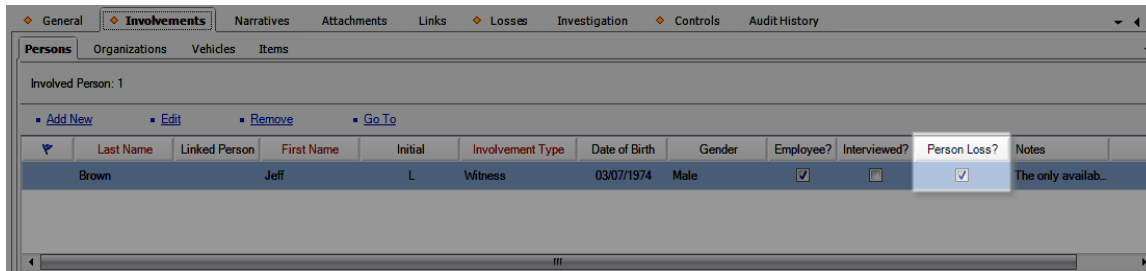 General Involvements Narratives Attachments Links Losses Investigation Controls Audit History
Persons Organizations Vehicles Items
Involved Person: 1
Add New Edit Remove Go To
Last Name Linked Person First Name Initial Involvement Type Date of Birth Gender Employee? Interviewed? Person Loss? Notes
Brown Jeff L Witness 03/07/1974 Male The only availab...